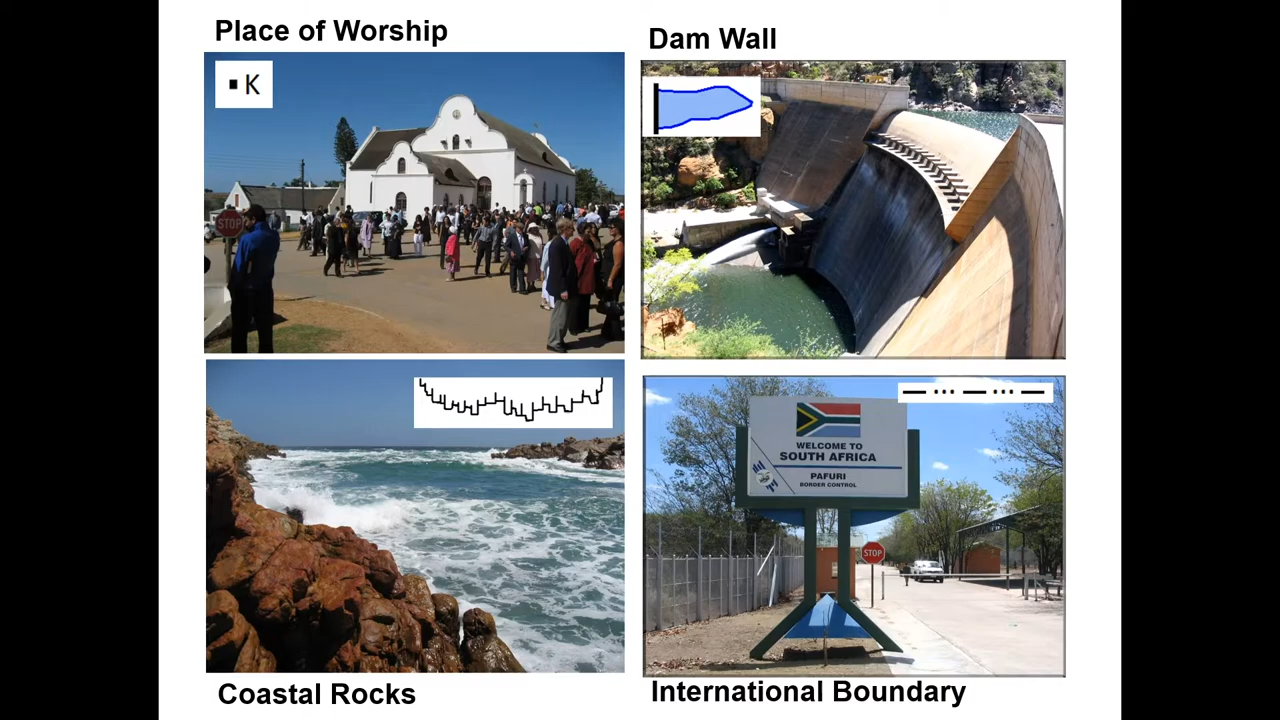 Place of Worship
Dam Wall
K
STOP
Coastal Rocks
WELCOME TO
SOUTH AFRICA
PAFURI
BORDER CONTROL
STOP
International Boundary